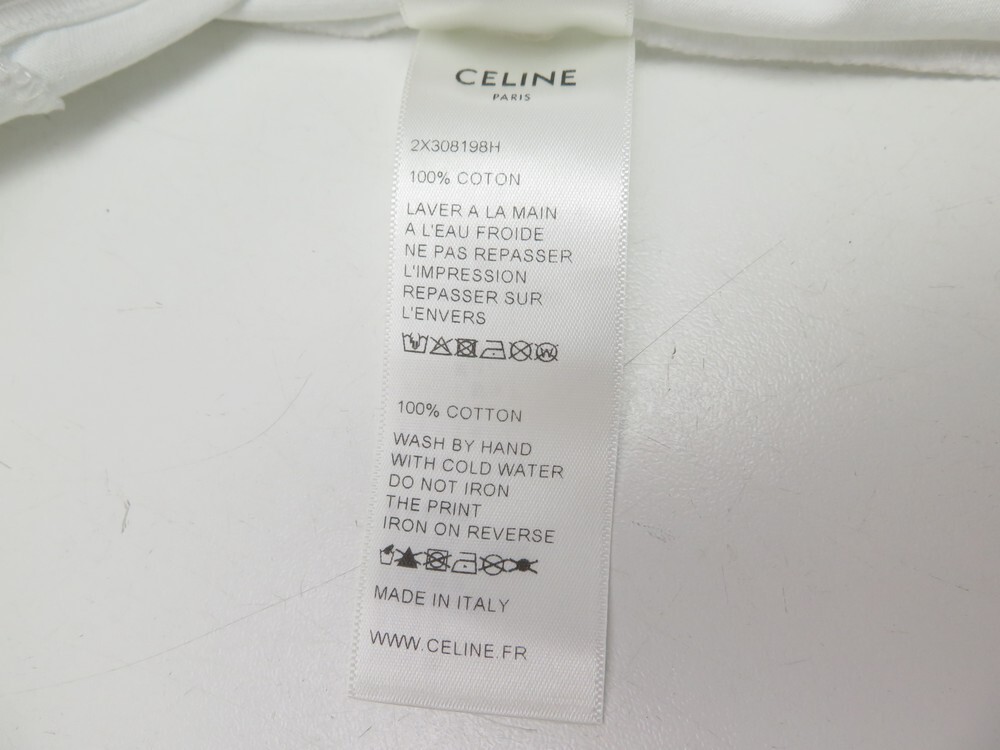 CELINE
PARIS
2X308198H
100% COTON
LAVER A LA MAIN
A L'EAU FROIDE
NE PAS REPASSER
L'IMPRESSION
REPASSER SUR
L'ENVERS
100% COTTON
WASH BY HAND
WITH COLD WATER
DO NOT IRON
THE PRINT
IRON ON REVERSE
MADE IN ITALY
WWW.CELINE.FR